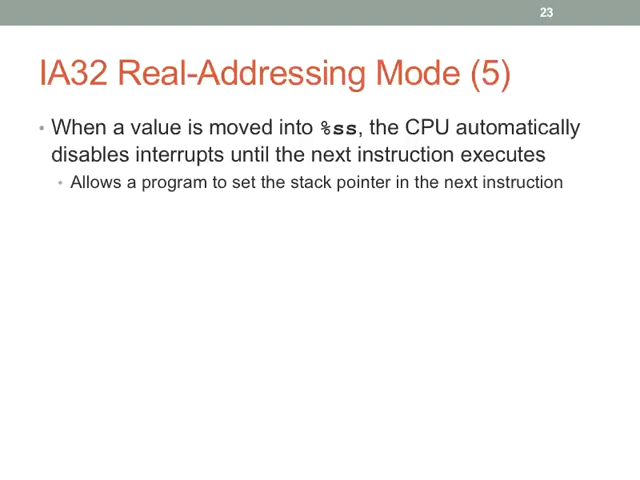 23
IA32 Real-Addressing Mode (5)
• When a value is moved into %ss, the CPU automatically
disables interrupts until the next instruction executes
• Allows a program to set the stack pointer in the next instruction